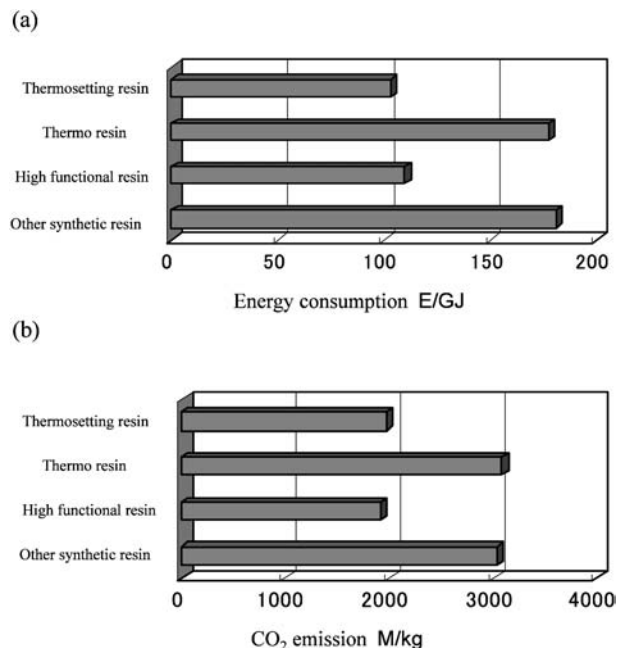 (a)
Thermosetting resin
Thermo resin
High functional resin
Other synthetic resin
0 50 100 150 200
Energy consumption E/GJ
(b)
Thermosetting resin
Thermo resin
High functional resin
Other synthetic resin
0 1000 2000 3000 4000
CO₂ emission M/kg